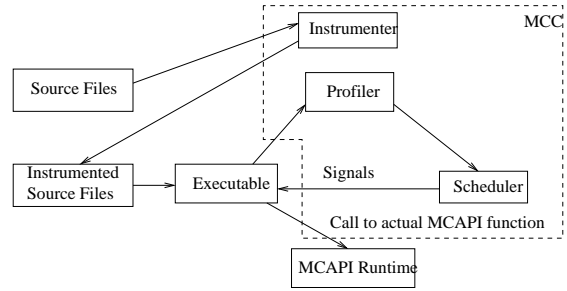 MCC
Instrumenter
Source Files
Profiler
Instrumented
Source Files
Executable
Signals
Scheduler
Call to actual MCAPI function
MCAPI Runtime